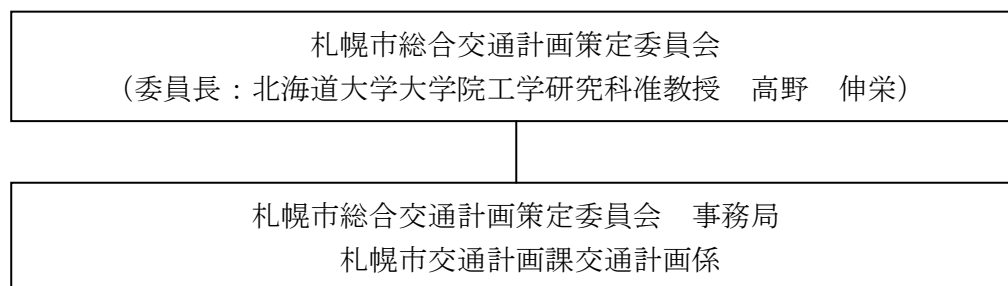 札幌市総合交通計画策定委員会
（委員長：北海道大学大学院工学研究科准教授　高野　伸栄）
札幌市総合交通計画策定委員会　事務局
札幌市交通計画課交通計画係